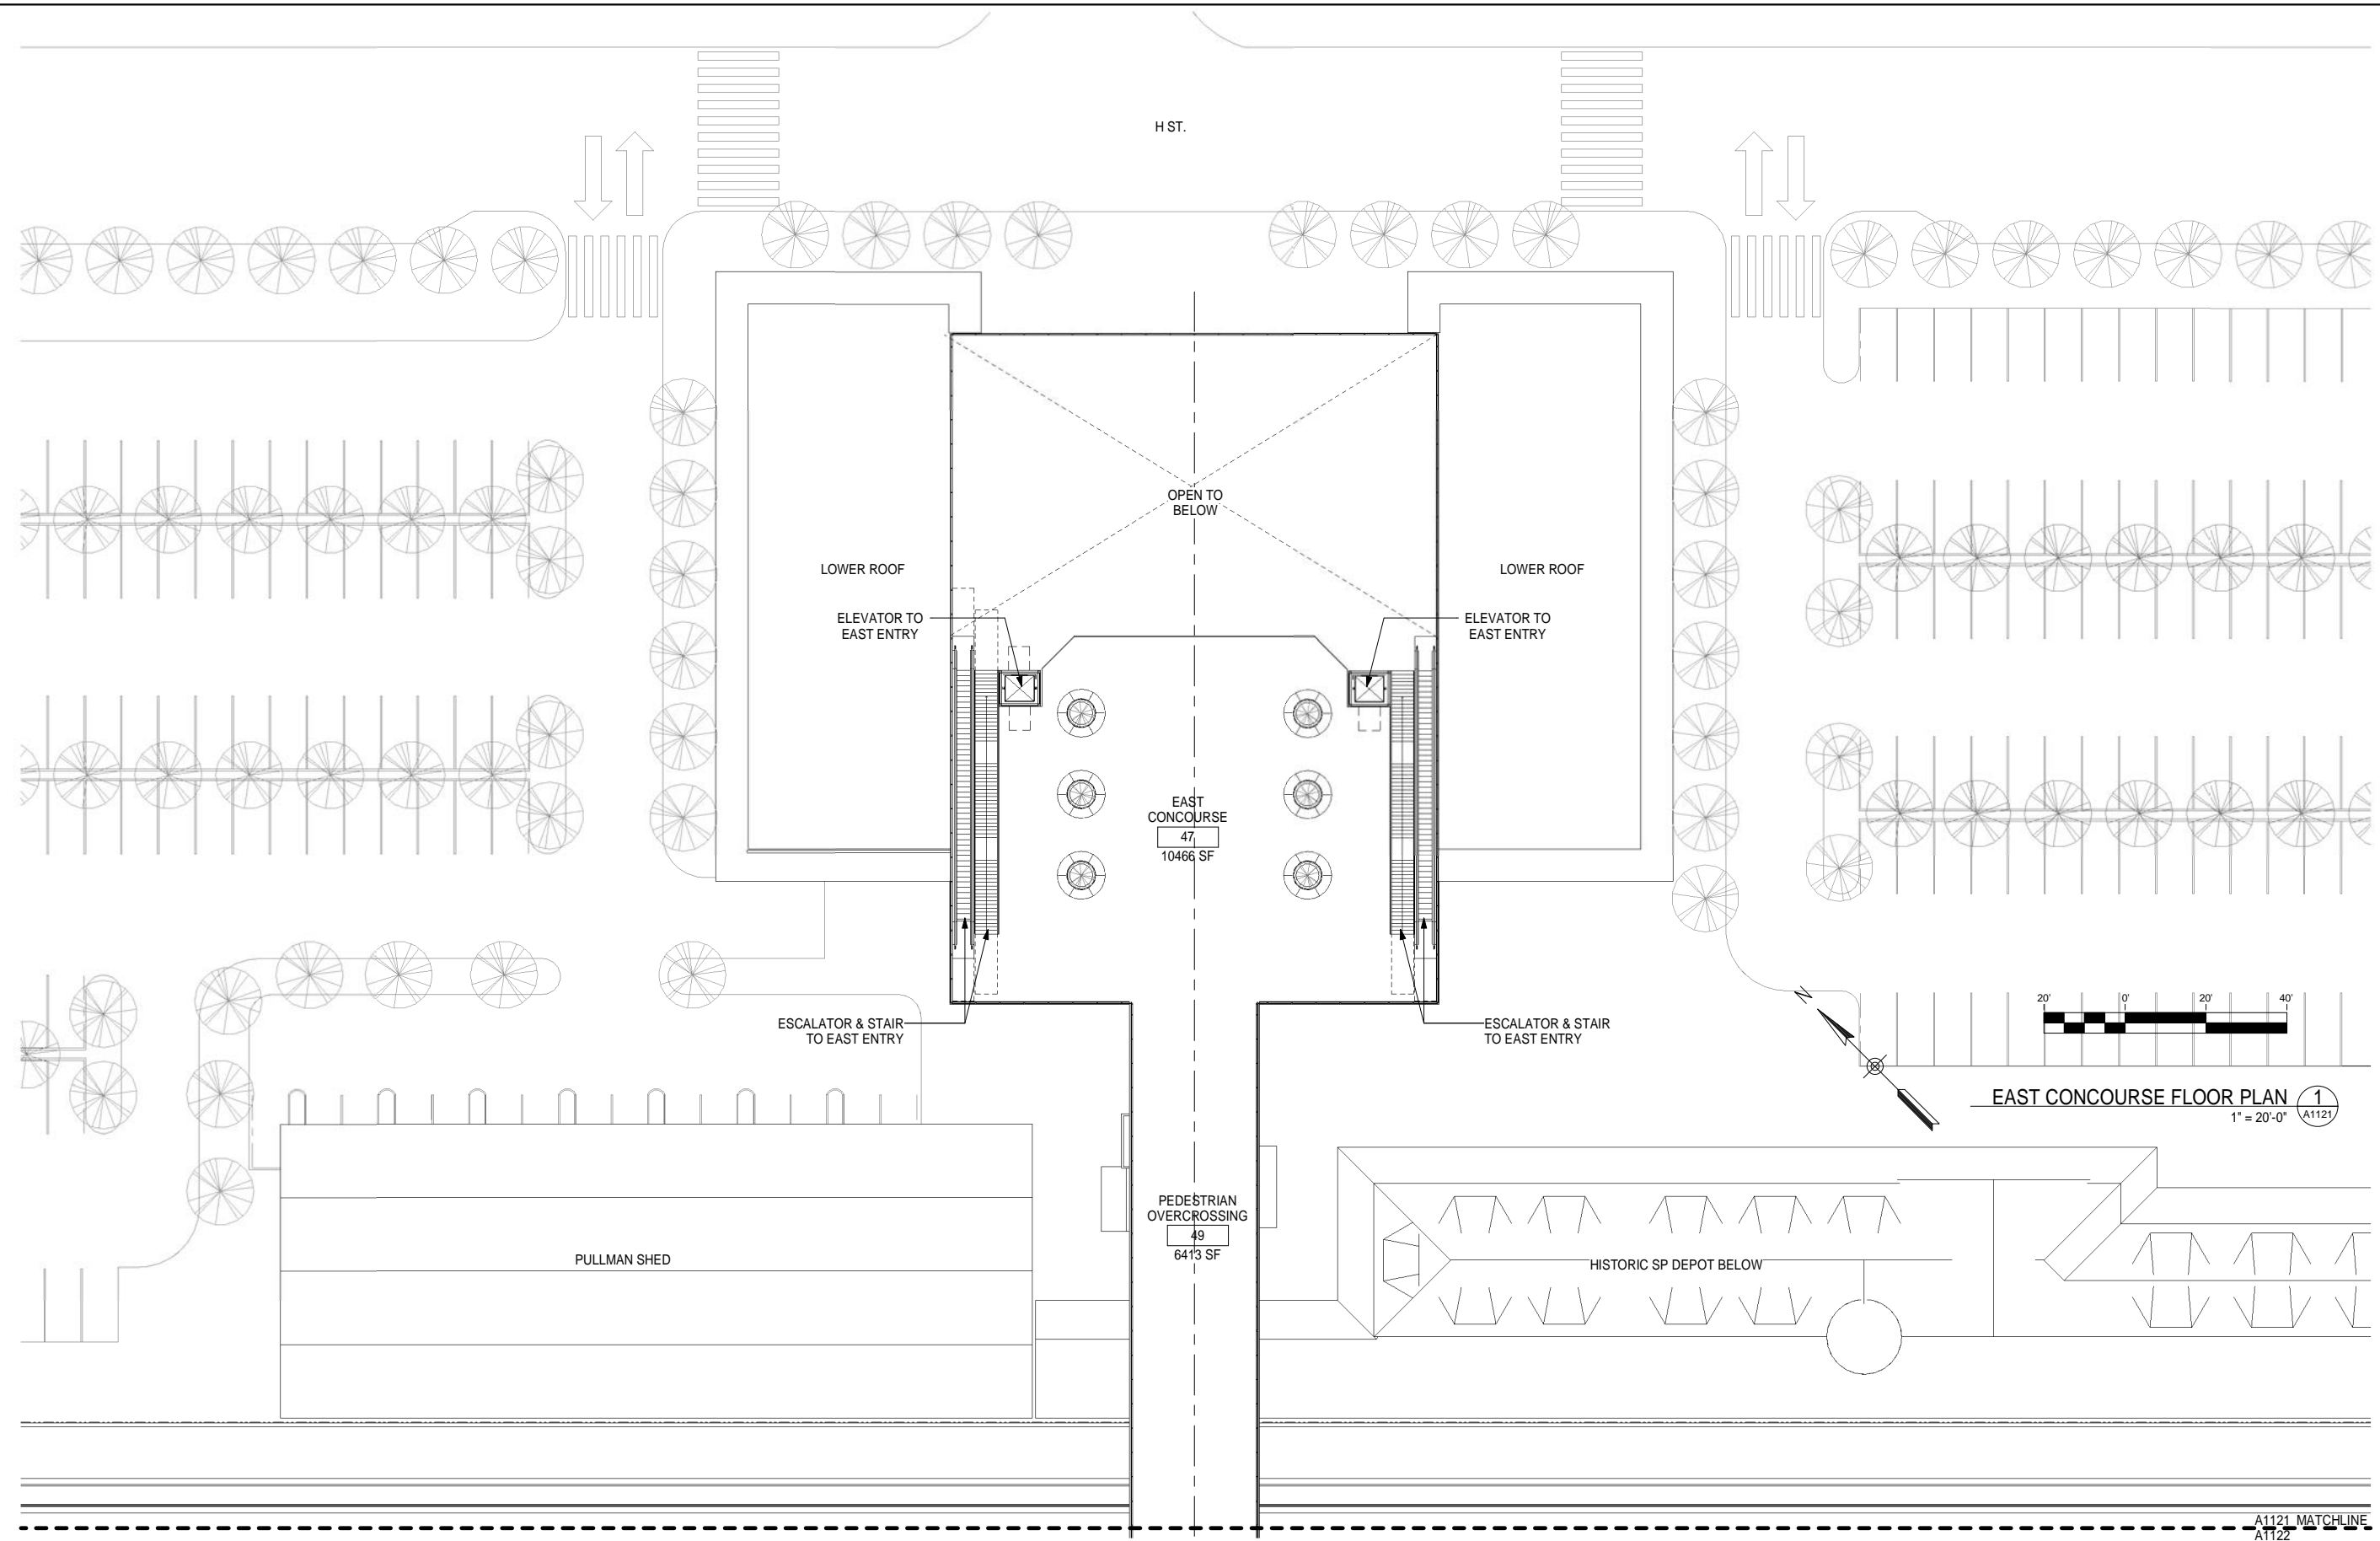 H ST.
OPEN TO
BELOW
LOWER ROOF
LOWER ROOF
ELEVATOR TO
EAST ENTRY
ELEVATOR TO
EAST ENTRY
EAST
CONCOURSE
47
10466 SF
ESCALATOR & STAIR
TO EAST ENTRY
ESCALATOR & STAIR
TO EAST ENTRY
N
20' 0' 20' 40'
EAST CONCOURSE FLOOR PLAN 1
1" = 20'-0" A1121
PEDESTRIAN
OVERCROSSING
49
6413 SF
PULLMAN SHED
HISTORIC SP DEPOT BELOW
A1121 MATCHLINE
A1122